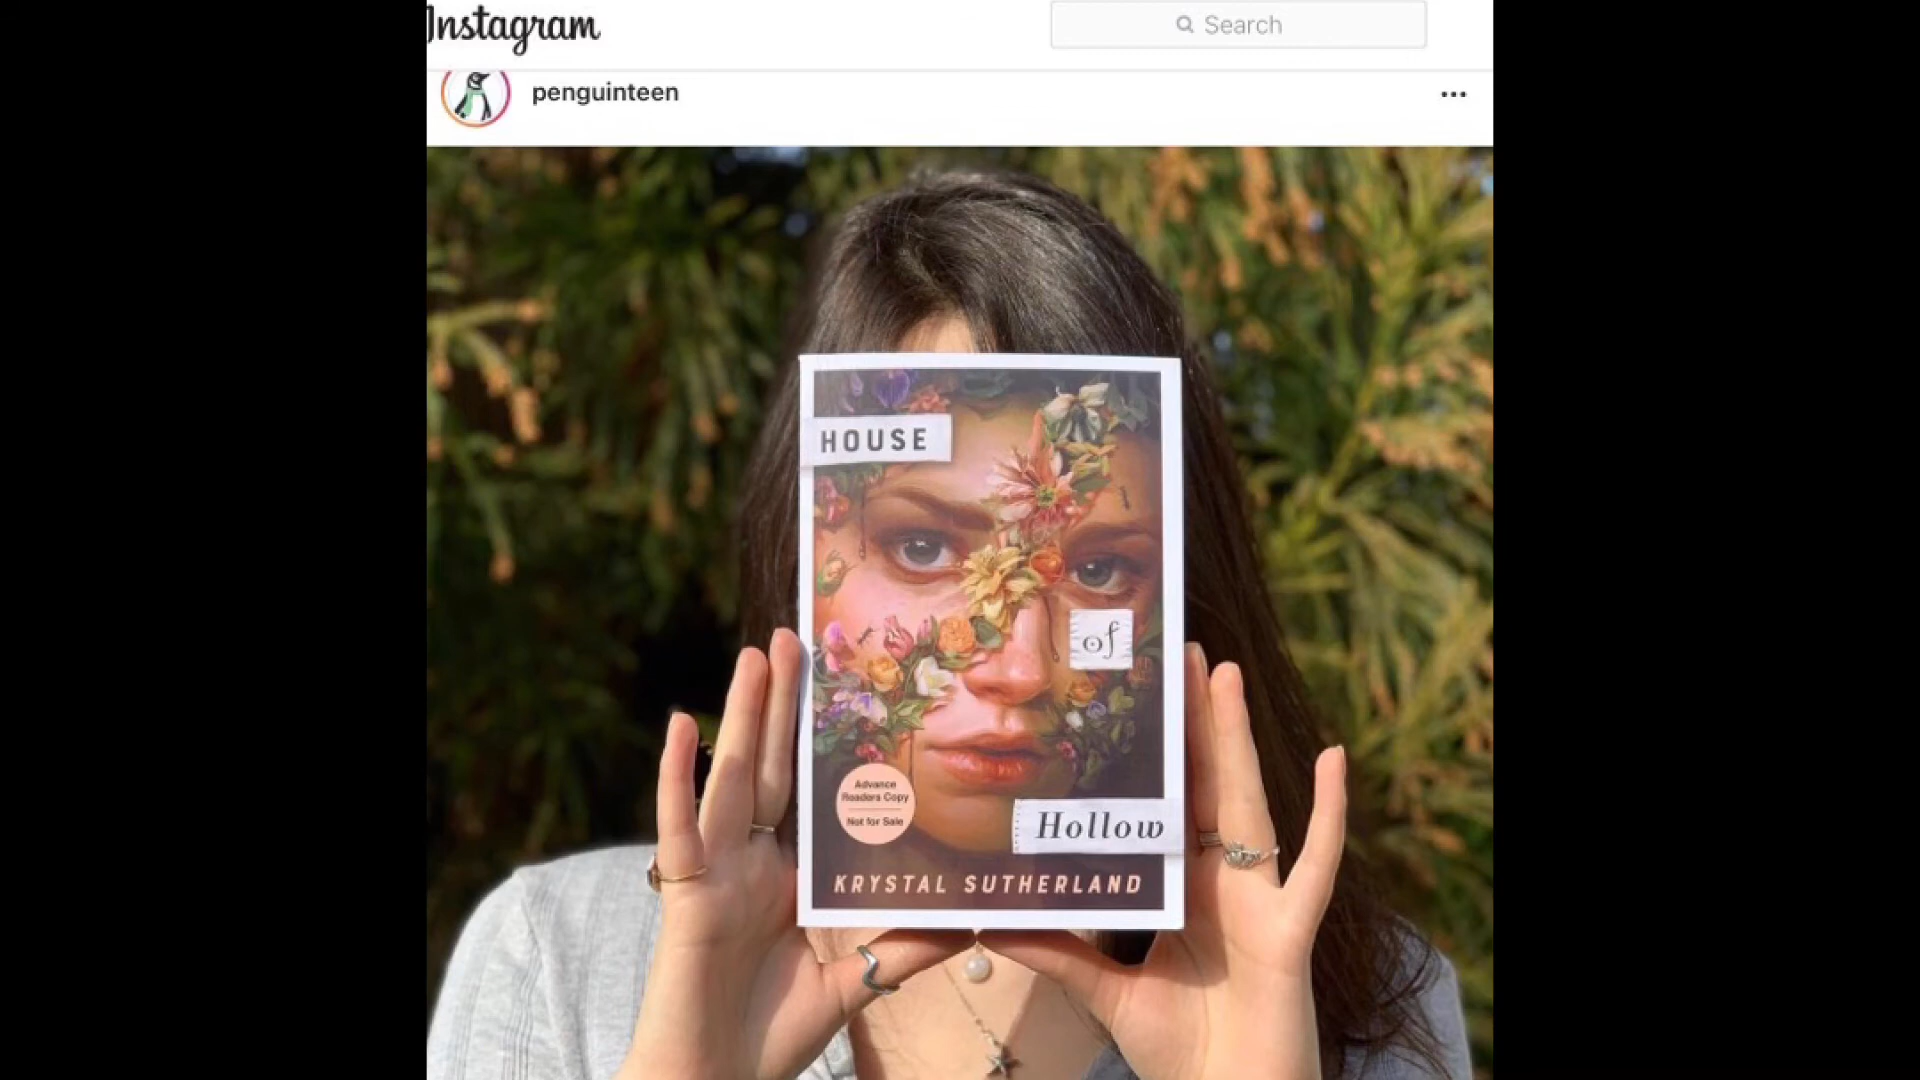 Instagram
Search
penguinteen
HOUSE
of
Advance
Readers Copy
Not for Sale
Hollow
KRYSTAL SUTHERLAND